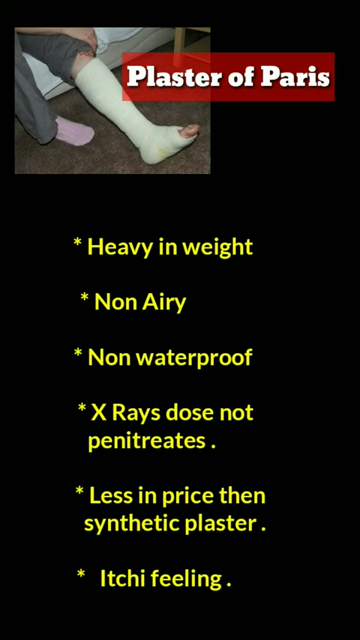 Plaster of Paris
* Heavy in weight
* Non Airy
* Non waterproof
* X Rays dose not
penitreates .
* Less in price then
synthetic plaster .
* Itchi feeling .